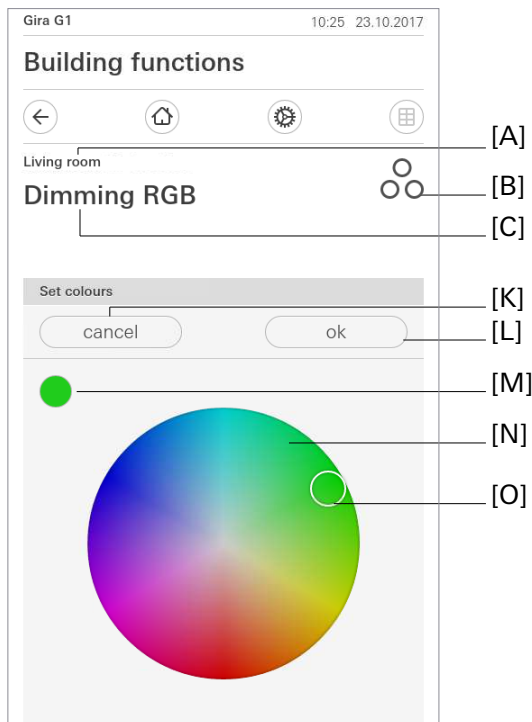 Gira G1 10:25 23.10.2017
Building functions
[A]
Living room
[B]
Dimming RGB
[C]
Set colours
[K]
cancel ok
[L]
[M]
[N]
[O]